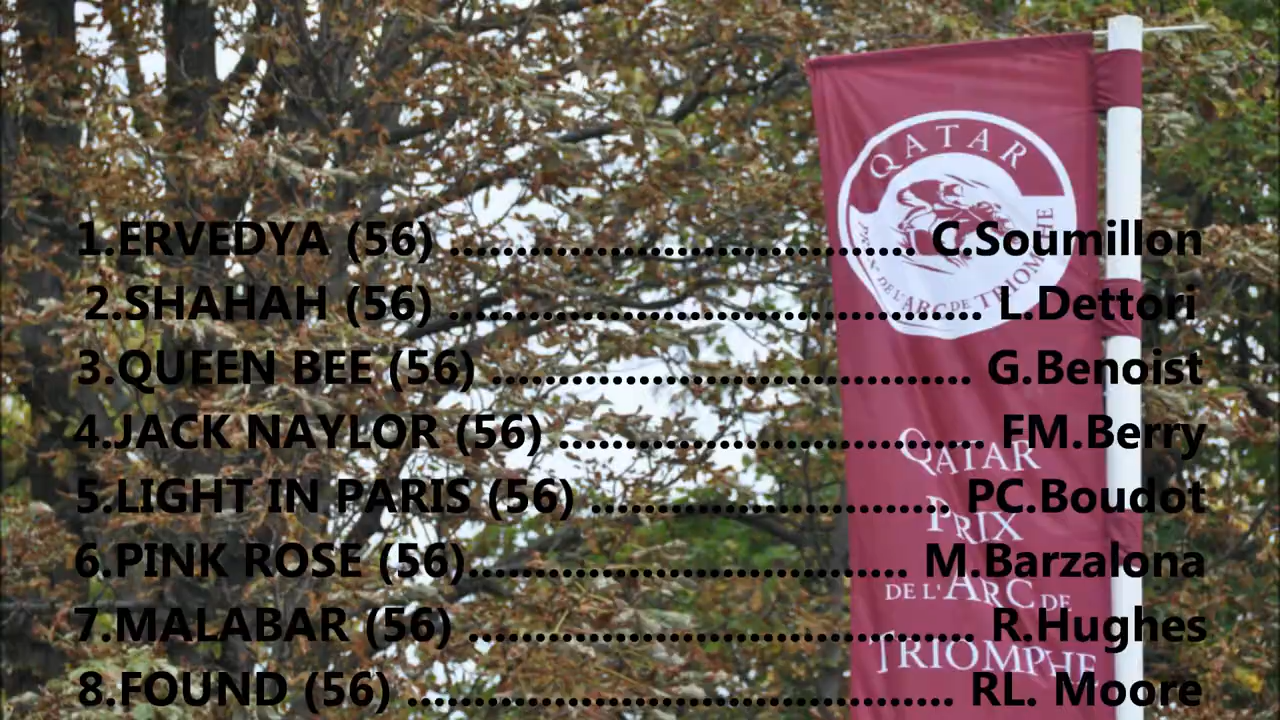 QATAR
PRIX DE L'ARC DE TRIOMPHE
1.ERVEDYA (56) ....................................... C.Soumillon
2.SHAHAH (56) ............................................. L.Dettori
3.QUEEN BEE (56) ........................................ G.Benoist
4.JACK NAYLOR (56) .................................... FM.Berry
5.LIGHT IN PARIS (56) .............................. PC.Boudot
6.PINK ROSE (56)..................................... M.Barzalona
7.MALABAR (56) .......................................... R.Hughes
8.FOUND (56) .............................................. RL. Moore
QATAR
PRIX
DE L'ARC DE
TRIOMPHE